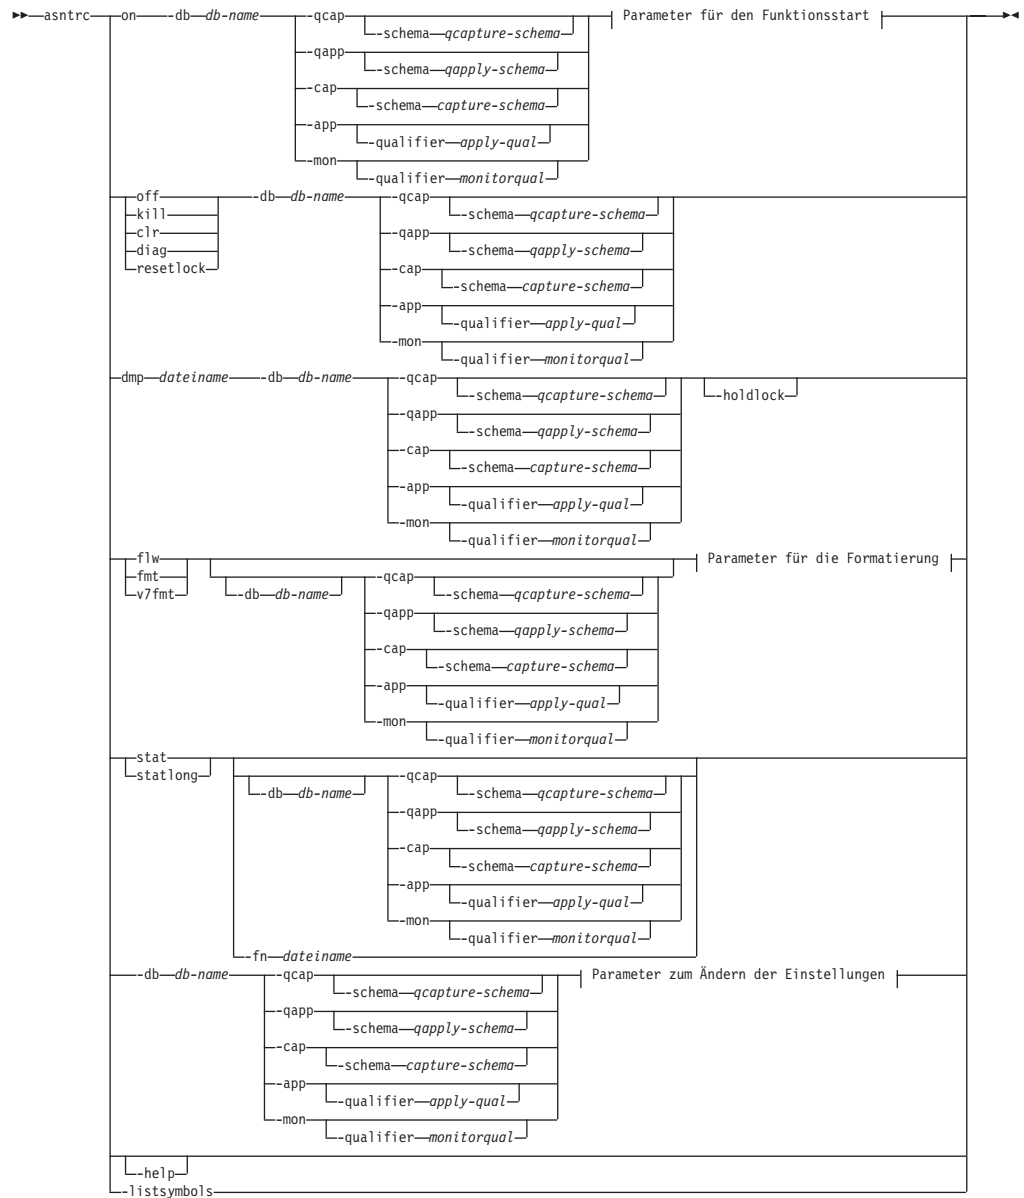 asntrc on -db db-name -qcap Parameter für den Funktionsstart
-schema qcapture-schema
-qapp
-schema qapply-schema
-cap
-schema capture-schema
-app
-qualifier apply-qual
-mon
-qualifier monitorqual
off -db db-name -qcap
kill -schema qcapture-schema
clr -qapp
diag -schema qapply-schema
resetlock -cap
-schema capture-schema
-app
-qualifier apply-qual
-mon
-qualifier monitorqual
dmp dateiname -db db-name -qcap
-schema qcapture-schema -holdlock
-qapp
-schema qapply-schema
-cap
-schema capture-schema
-app
-qualifier apply-qual
-mon
-qualifier monitorqual
flw Parameter für die Formatierung
fmt -qcap
v7fmt -db db-name -schema qcapture-schema
-qapp
-schema qapply-schema
-cap
-schema capture-schema
-app
-qualifier apply-qual
-mon
-qualifier monitorqual
stat
statlong -qcap
-db db-name -schema qcapture-schema
-qapp
-schema qapply-schema
-cap
-schema capture-schema
-app
-qualifier apply-qual
-mon
-qualifier monitorqual
-fn dateiname
-db db-name -qcap Parameter zum Ändern der Einstellungen
-schema qcapture-schema
-qapp
-schema qapply-schema
-cap
-schema capture-schema
-app
-qualifier apply-qual
-mon
-qualifier monitorqual
-help
-listsymbols